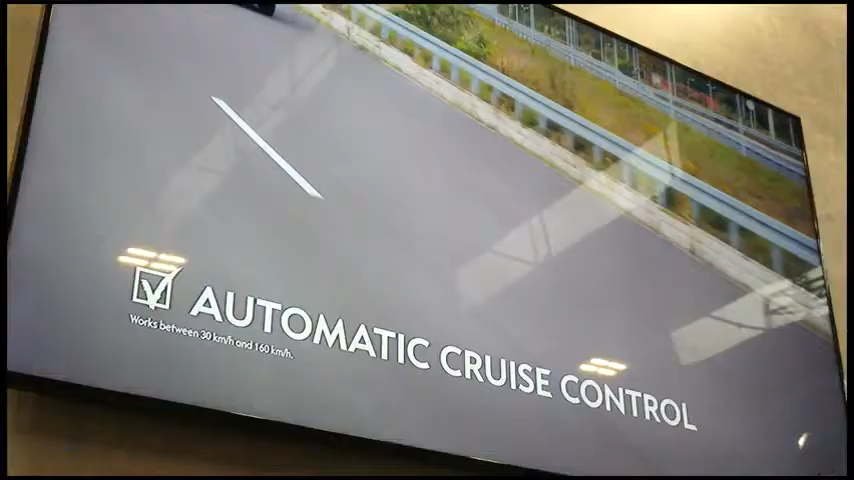 AUTOMATIC CRUISE CONTROL
Works between 30 km/h and 160 km/h.